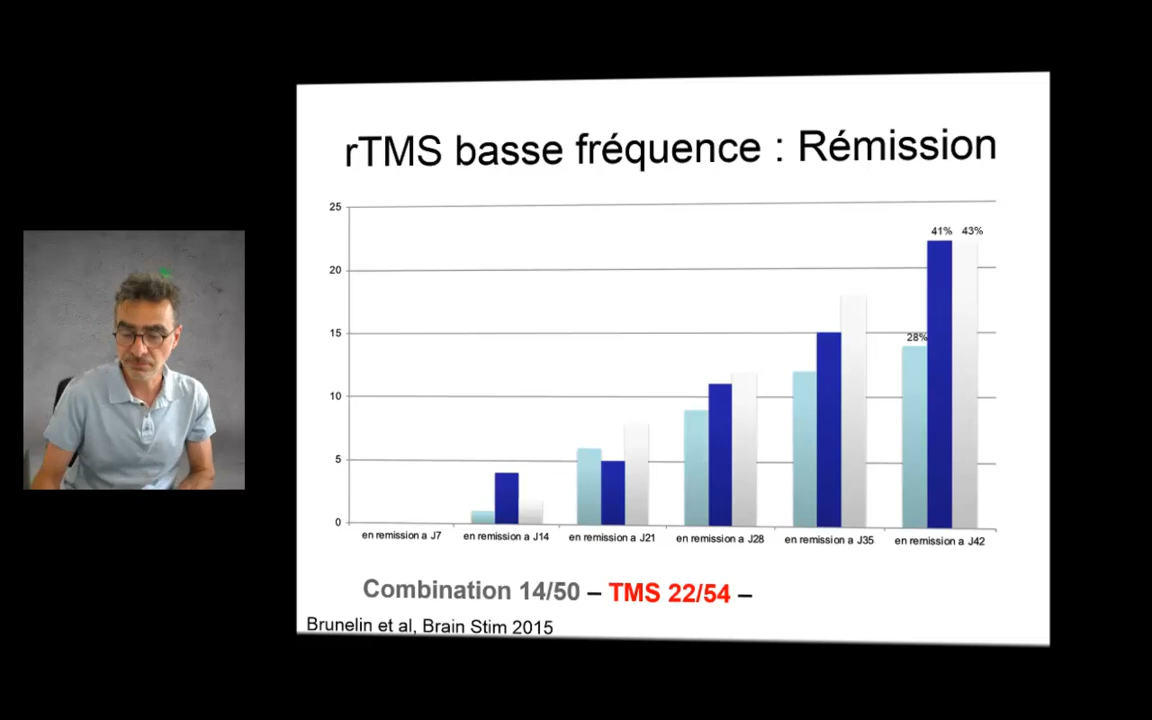 rTMS basse fréquence : Rémission
25
20
15
10
5
0
28%
41% 43%
en remission a J7 en remission a J14 en remission a J21 en remission a J28 en remission a J35 en remission a J42
Combination 14/50 – TMS 22/54 –
Brunelin et al, Brain Stim 2015